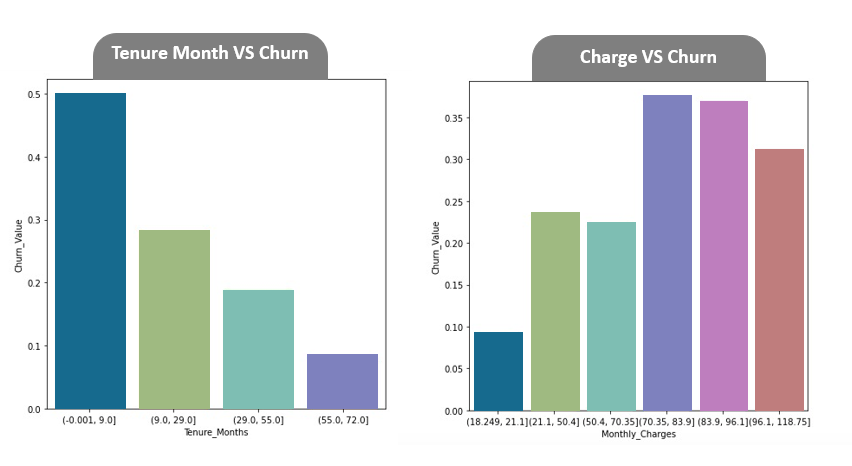 Tenure Month VS Churn
0.5
0.4
0.3
0.2
0.1
0.0
Churn_Value
(-0.001, 9.0] (9.0, 29.0] (29.0, 55.0] (55.0, 72.0]
Tenure_Months
Charge VS Churn
0.35
0.30
0.25
0.20
0.15
0.10
0.05
0.00
Churn_Value
(18.249, 21.1] (21.1, 50.4] (50.4, 70.35] (70.35, 83.9] (83.9, 96.1] (96.1, 118.75]
Monthly_Charges